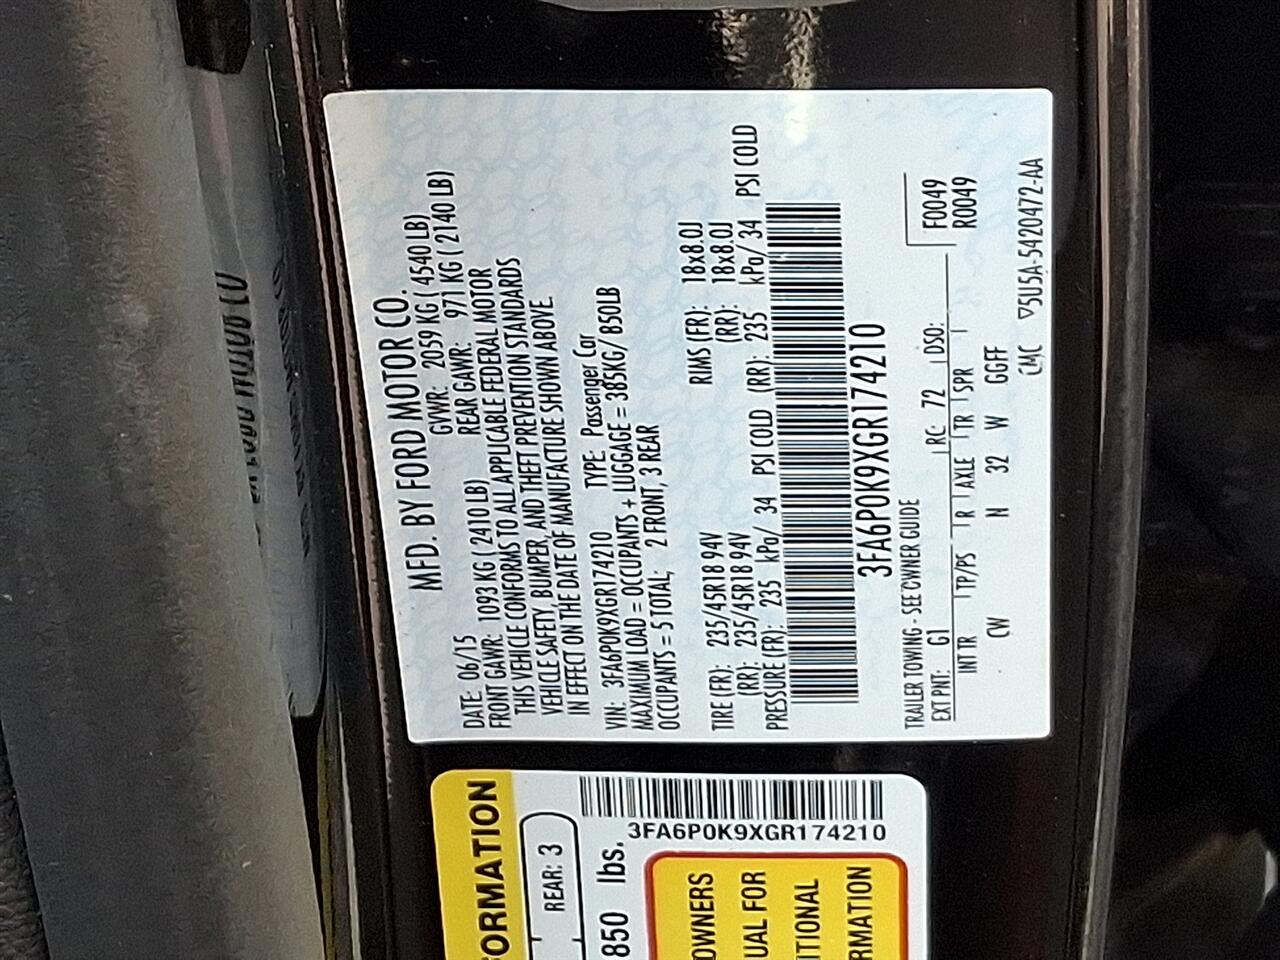 MFD. BY FORD MOTOR CO.
DATE: 06/15 GVWR: 2059 KG ( 4540 LB)
FRONT GAWR: 1093 KG ( 2410 LB) REAR GAWR: 971 KG ( 2140 LB)
THIS VEHICLE CONFORMS TO ALL APPLICABLE FEDERAL MOTOR
VEHICLE SAFETY, BUMPER, AND THEFT PREVENTION STANDARDS
IN EFFECT ON THE DATE OF MANUFACTURE SHOWN ABOVE.
VIN: 3FA6P0K9XGR174210 TYPE: Passenger Car
MAXIMUM LOAD = OCCUPANTS + LUGGAGE = 385KG/ 850LB
OCCUPANTS = 5 TOTAL; 2 FRONT, 3 REAR
TIRE (FR): 235/45R18 94V RIMS (FR): 18x8.0J
(RR): 235/45R18 94V (RR): 18x8.0J
PRESSURE (FR): 235 kPa/ 34 PSI COLD (RR): 235 kPa/ 34 PSI COLD
3FA6P0K9XGR174210
TRAILER TOWING - SEE OWNER GUIDE
EXT PNT: G1 RC: 72 DSO: F0049
R0049
INT TR TP/PS R AXLE TR SPR
CW N 32 W GGFF
CMC ▽5U5A-5420472-AA
ORMATION
REAR: 3
850 lbs.
3FA6P0K9XGR174210
OWNERS
UAL FOR
ITIONAL
RMATION